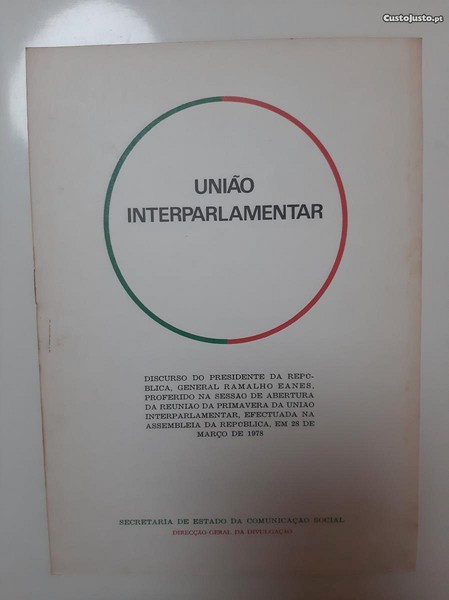 CustoJusto.pt
UNIÃO
INTERPARLAMENTAR
DISCURSO DO PRESIDENTE DA REPÚ-
BLICA, GENERAL RAMALHO EANES,
PROFERIDO NA SESSÃO DE ABERTURA
DA REUNIÃO DA PRIMAVERA DA UNIÃO
INTERPARLAMENTAR, EFECTUADA NA
ASSEMBLEIA DA REPÚBLICA, EM 28 DE
MARÇO DE 1978
SECRETARIA DE ESTADO DA COMUNICAÇÃO SOCIAL
DIRECÇÃO-GERAL DA DIVULGAÇÃO